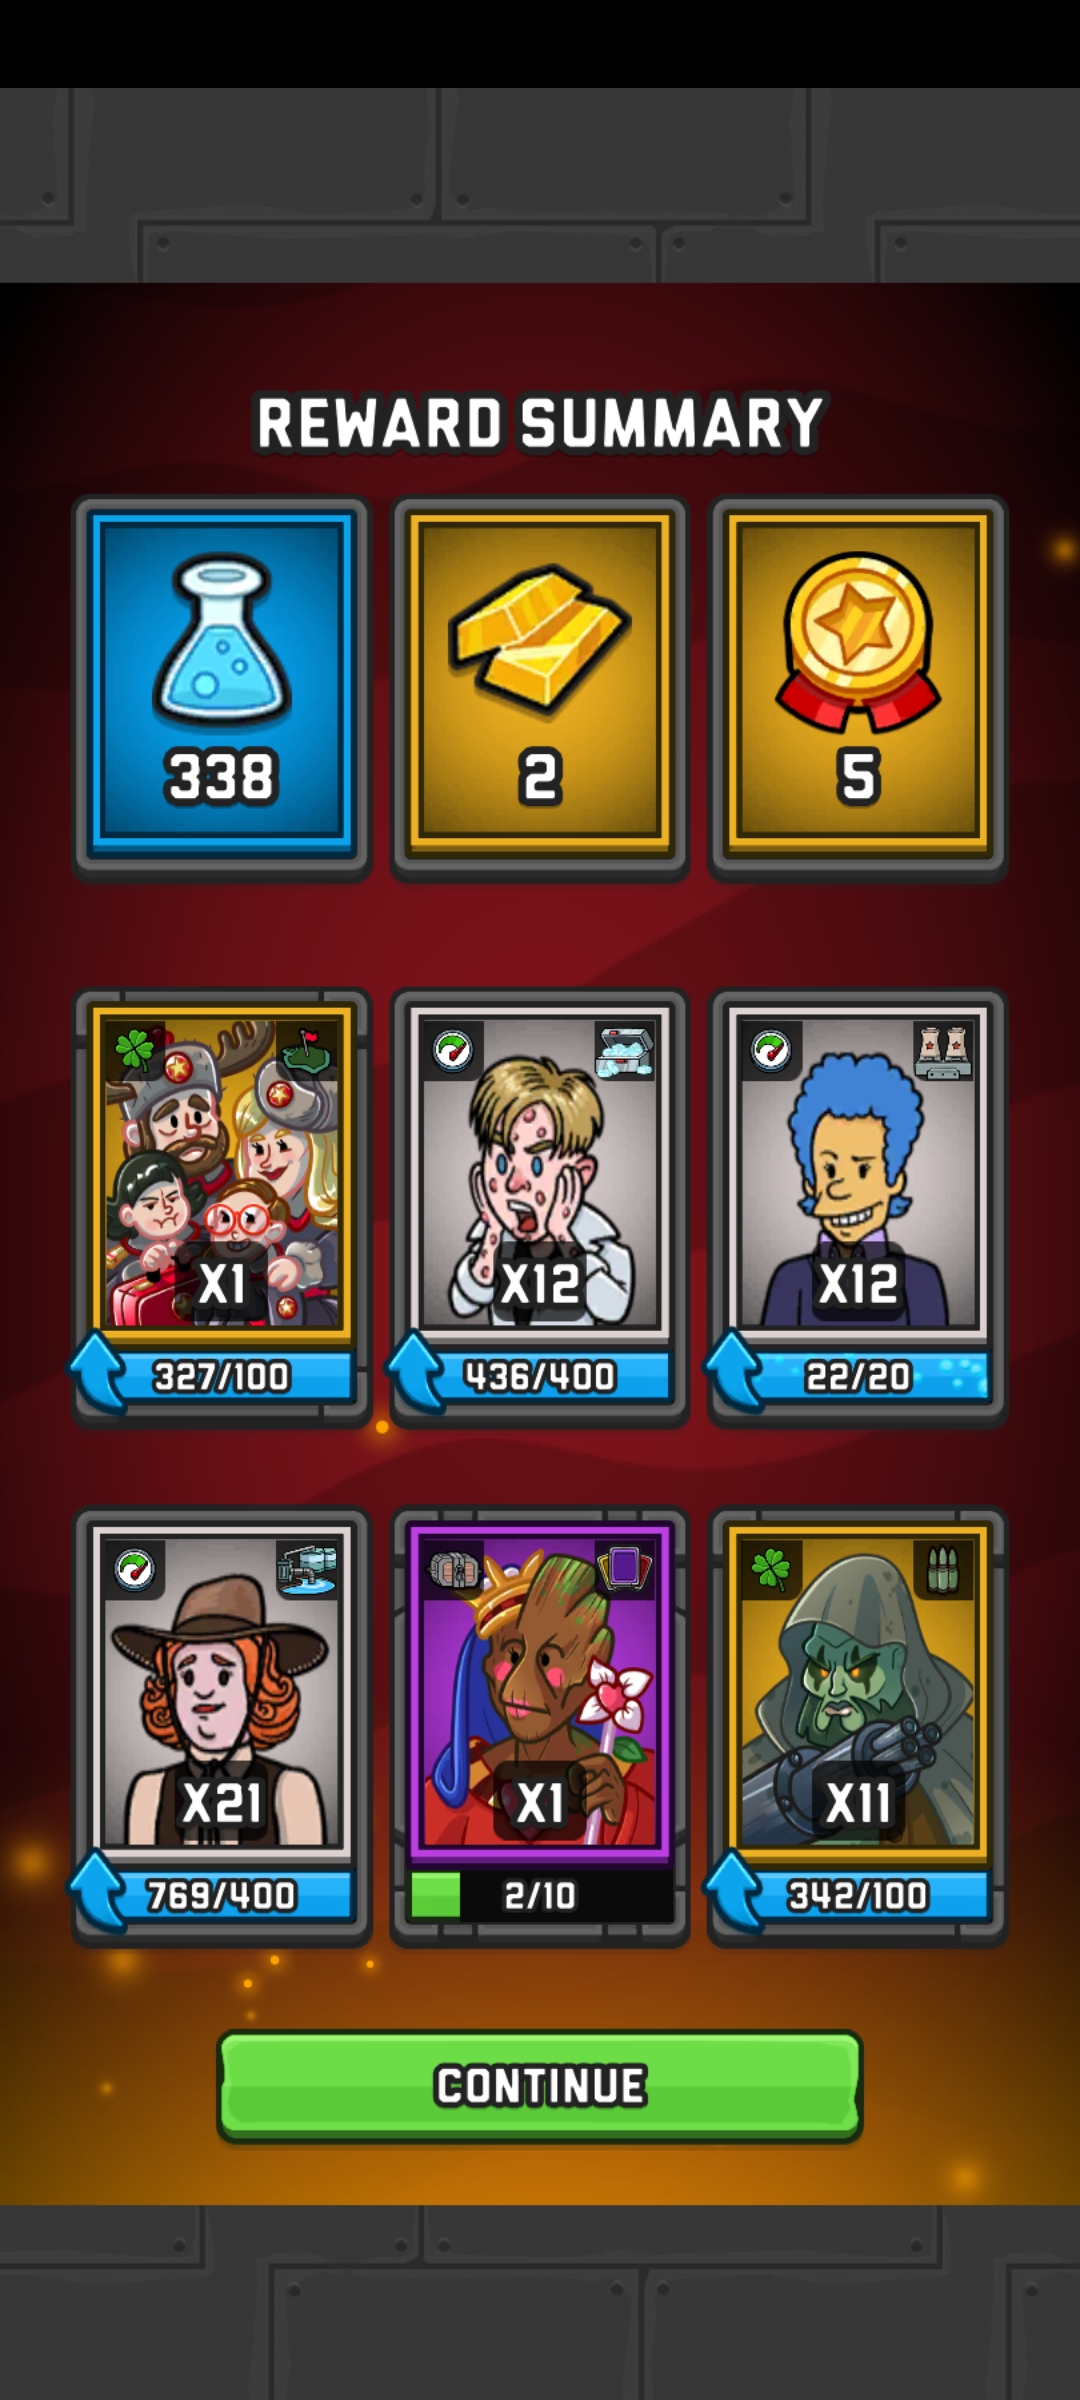 REWARD SUMMARY
338
2
5
X1
X12
X12
327/100
436/400
22/20
X21
X1
X11
769/400
2/10
342/100
CONTINUE